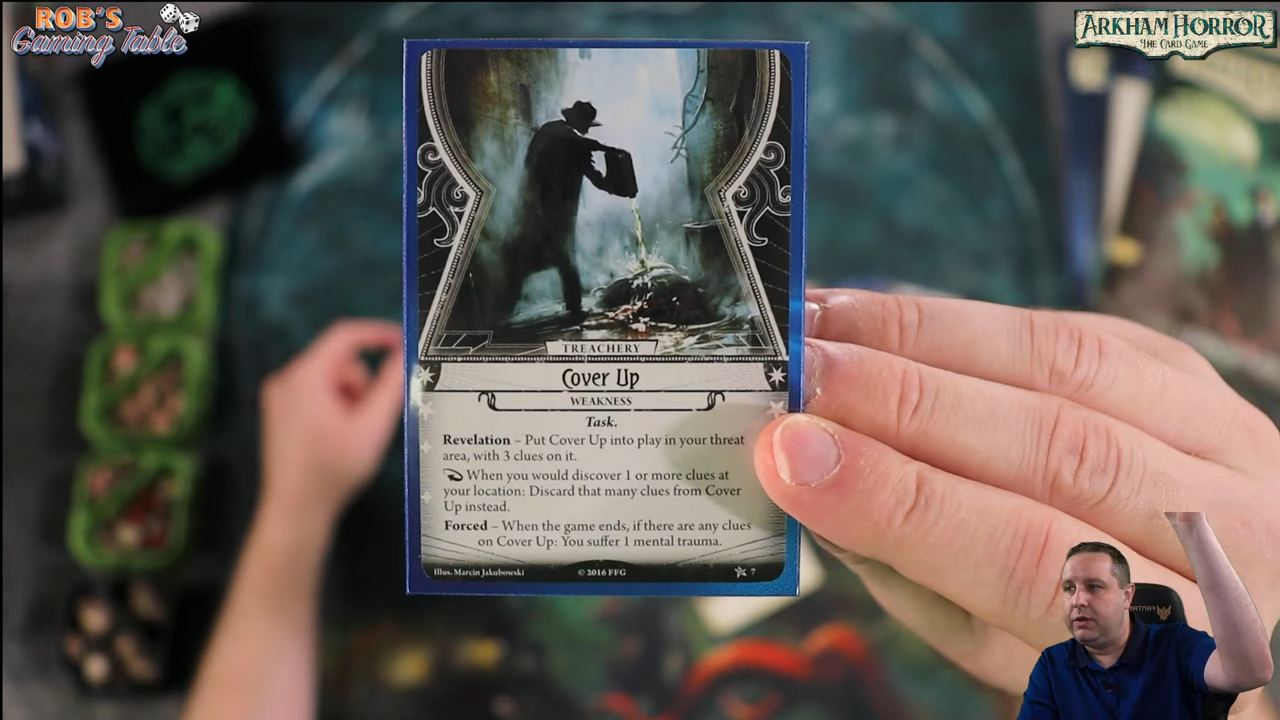 ROB'S
Gaming Table
ARKHAM HORROR
THE CARD GAME
TREACHERY
Cover Up
WEAKNESS
Task.
Revelation – Put Cover Up into play in your threat
area, with 3 clues on it.
When you would discover 1 or more clues at
your location: Discard that many clues from Cover
Up instead.
Forced – When the game ends, if there are any clues
on Cover Up: You suffer 1 mental trauma.
Illus. Marcin Jakubowski
© 2016 FFG
7